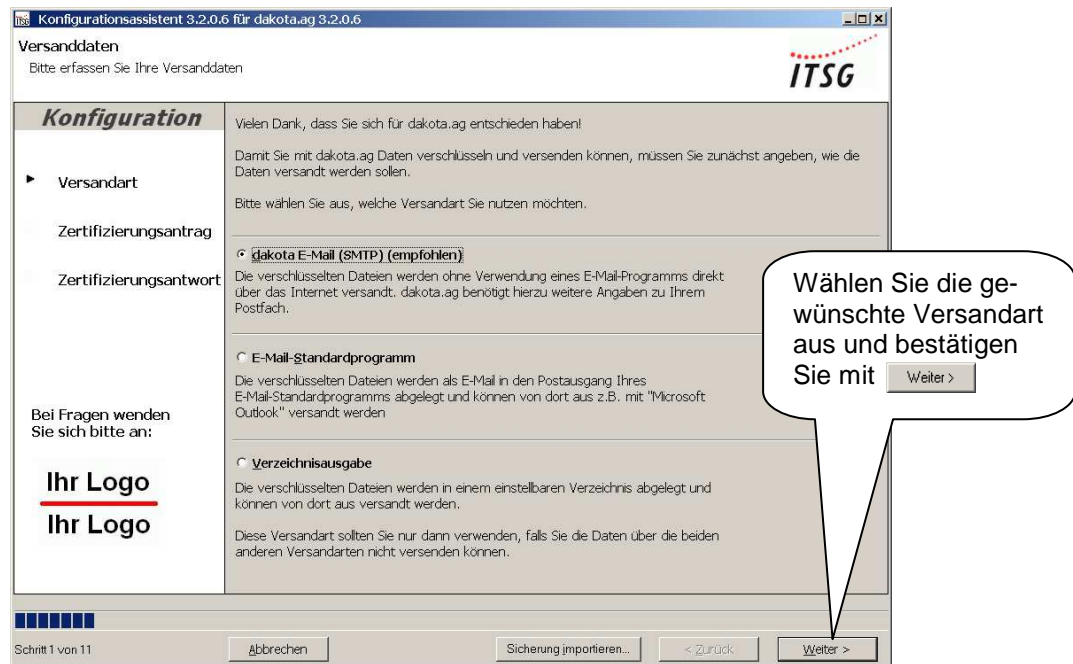 Konfigurationsassistent 3.2.0.6 für dakota.ag 3.2.0.6
Versanddaten
Bitte erfassen Sie Ihre Versanddaten
ITSG
Konfiguration
Versandart
Zertifizierungsantrag
Zertifizierungsantwort
Bei Fragen wenden
Sie sich bitte an:
Ihr Logo
Ihr Logo
Vielen Dank, dass Sie sich für dakota.ag entschieden haben!
Damit Sie mit dakota.ag Daten verschlüsseln und versenden können, müssen Sie zunächst angeben, wie die
Daten versandt werden sollen.
Bitte wählen Sie aus, welche Versandart Sie nutzen möchten.
dakota E-Mail (SMTP) (empfohlen)
Die verschlüsselten Dateien werden ohne Verwendung eines E-Mail-Programms direkt
über das Internet versandt. dakota.ag benötigt hierzu weitere Angaben zu Ihrem
Postfach.
E-Mail-Standardprogramm
Die verschlüsselten Dateien werden als E-Mail in den Postausgang Ihres
E-Mail-Standardprogramms abgelegt und können von dort aus z.B. mit "Microsoft
Outlook" versandt werden
Verzeichnisausgabe
Die verschlüsselten Dateien werden in einem einstellbaren Verzeichnis abgelegt und
können von dort aus versandt werden.
Diese Versandart sollten Sie nur dann verwenden, falls Sie die Daten über die beiden
anderen Versandarten nicht versenden können.
Wählen Sie die ge-
wünschte Versandart
aus und bestätigen
Sie mit Weiter >
Schritt 1 von 11
Abbrechen
Sicherung importieren...
< Zurück
Weiter >